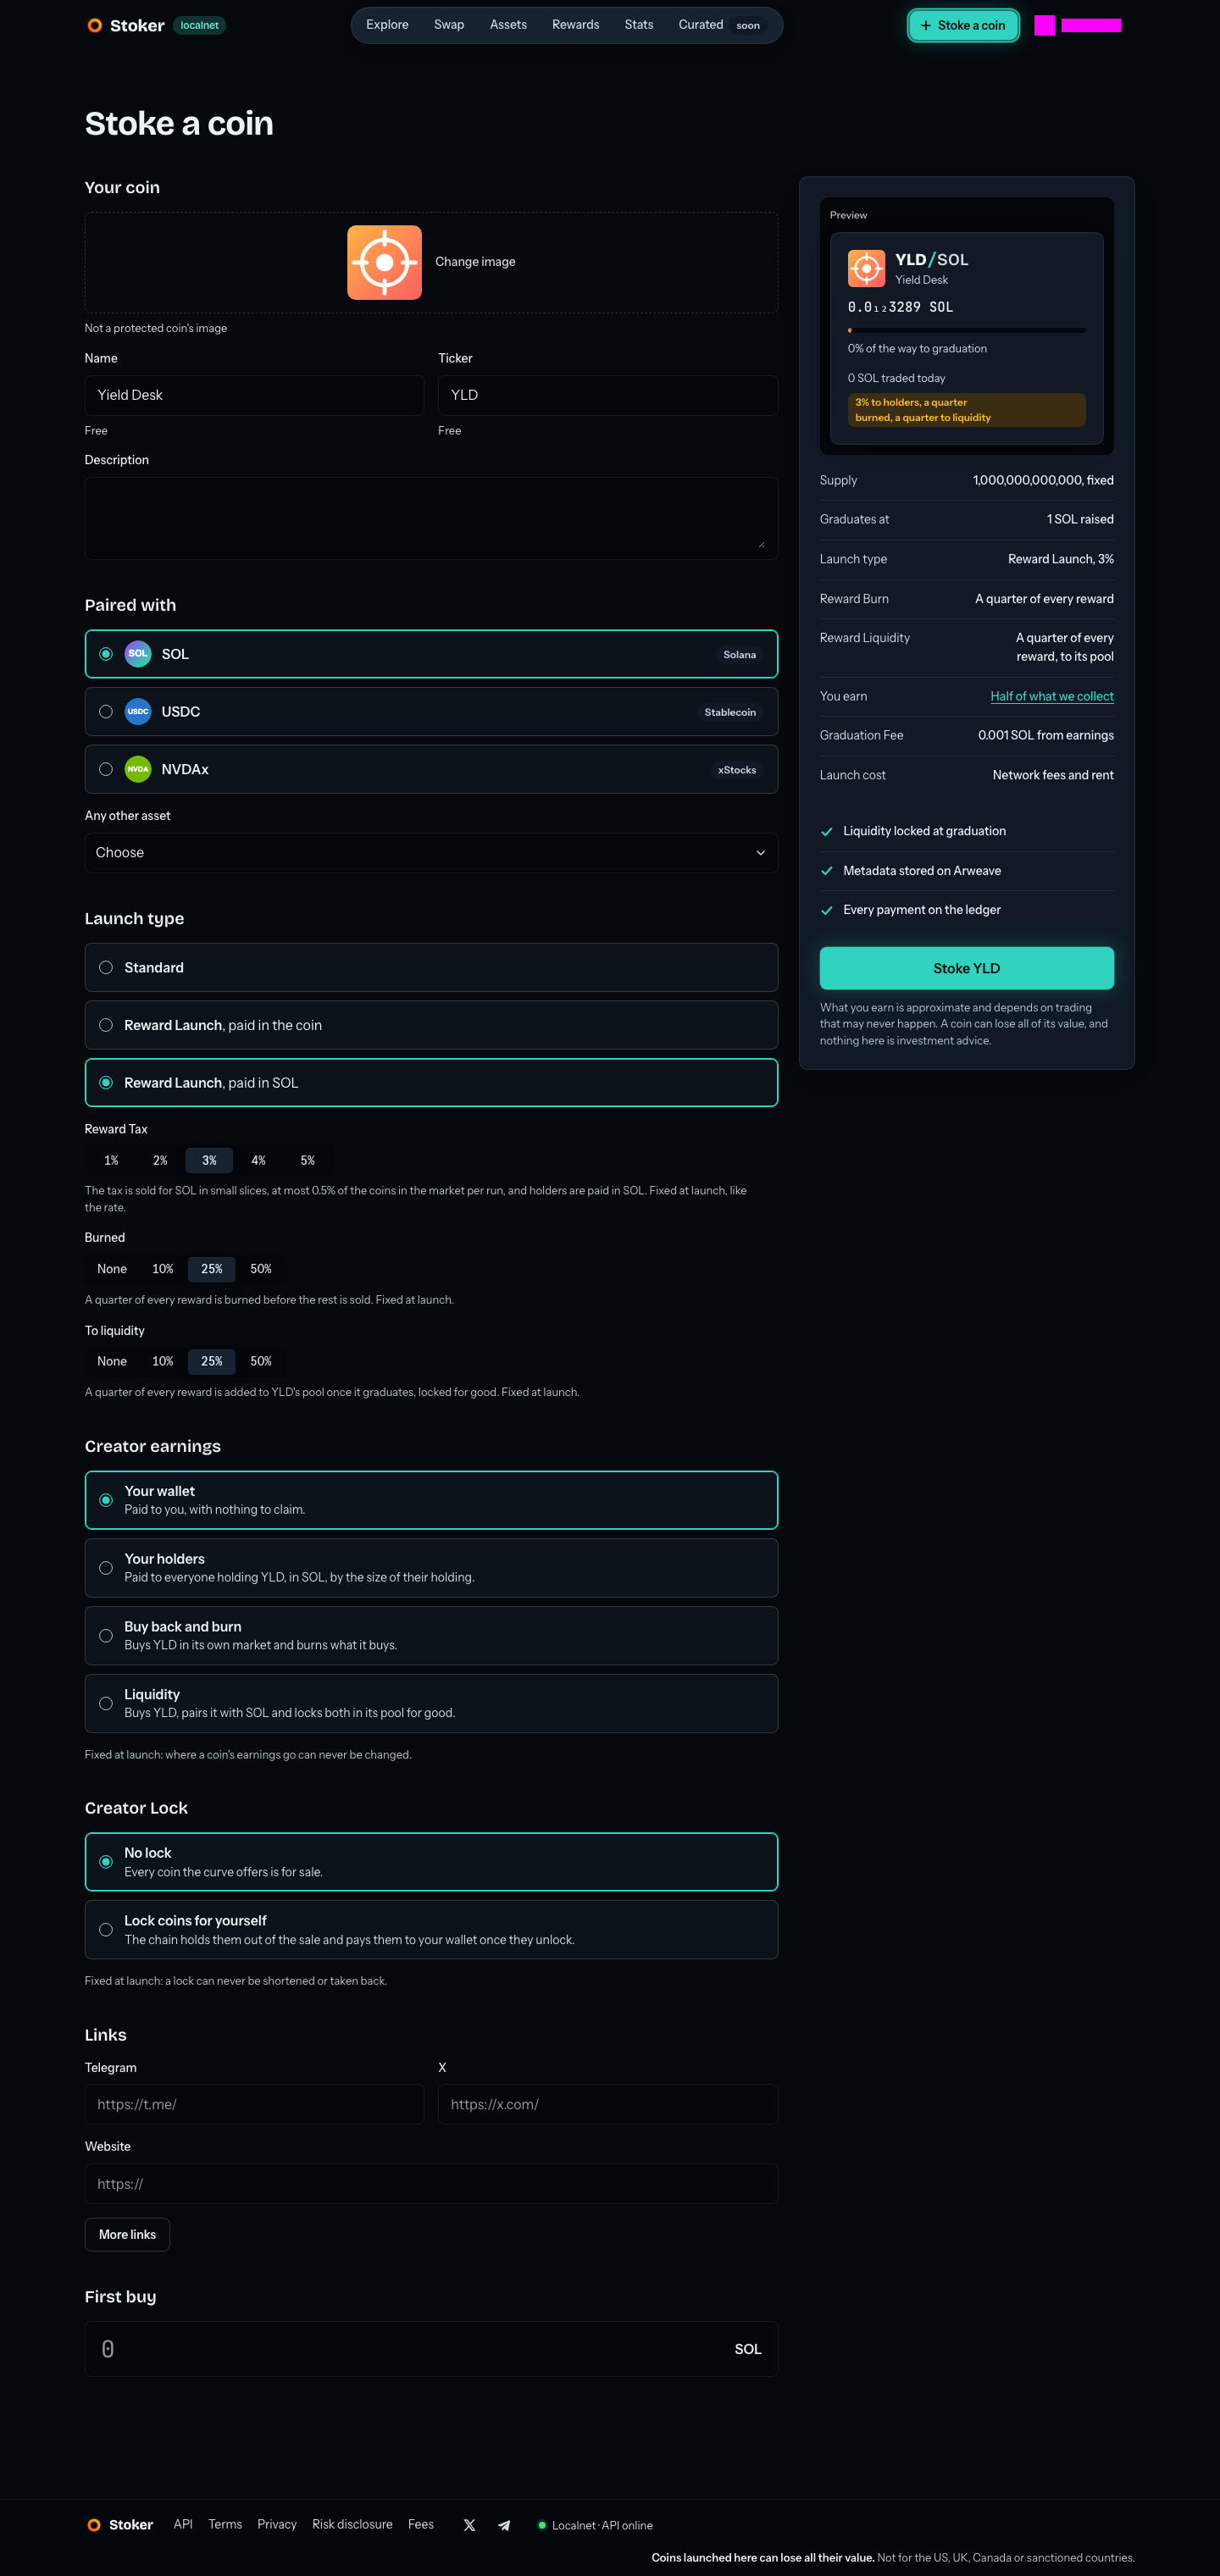 Stoker localnet
Explore Swap Assets Rewards Stats Curated soon
+ Stoke a coin
Stoke a coin
Your coin
Change image
Not a protected coin's image
Name
Ticker
Yield Desk
YLD
Free
Free
Description
Paired with
SOL SOL Solana
USDC USDC Stablecoin
NVDA NVDAx xStocks
Any other asset
Choose
Launch type
Standard
Reward Launch, paid in the coin
Reward Launch, paid in SOL
Reward Tax
1% 2% 3% 4% 5%
The tax is sold for SOL in small slices, at most 0.5% of the coins in the market per run, and holders are paid in SOL. Fixed at launch, like
the rate.
Burned
None 10% 25% 50%
A quarter of every reward is burned before the rest is sold. Fixed at launch.
To liquidity
None 10% 25% 50%
A quarter of every reward is added to YLD's pool once it graduates, locked for good. Fixed at launch.
Creator earnings
Your wallet
Paid to you, with nothing to claim.
Your holders
Paid to everyone holding YLD, in SOL, by the size of their holding.
Buy back and burn
Buys YLD in its own market and burns what it buys.
Liquidity
Buys YLD, pairs it with SOL and locks both in its pool for good.
Fixed at launch: where a coin's earnings go can never be changed.
Creator Lock
No lock
Every coin the curve offers is for sale.
Lock coins for yourself
The chain holds them out of the sale and pays them to your wallet once they unlock.
Fixed at launch: a lock can never be shortened or taken back.
Links
Telegram
X
https://t.me/
https://x.com/
Website
https://
More links
First buy
0 SOL
Preview
YLD/SOL
Yield Desk
0.0₁₂3289 SOL
0% of the way to graduation
0 SOL traded today
3% to holders, a quarter
burned, a quarter to liquidity
Supply 1,000,000,000,000, fixed
Graduates at 1 SOL raised
Launch type Reward Launch, 3%
Reward Burn A quarter of every reward
Reward Liquidity A quarter of every
reward, to its pool
You earn Half of what we collect
Graduation Fee 0.001 SOL from earnings
Launch cost Network fees and rent
Liquidity locked at graduation
Metadata stored on Arweave
Every payment on the ledger
Stoke YLD
What you earn is approximate and depends on trading
that may never happen. A coin can lose all of its value, and
nothing here is investment advice.
Stoker API Terms Privacy Risk disclosure Fees Localnet · API online
Coins launched here can lose all their value. Not for the US, UK, Canada or sanctioned countries.